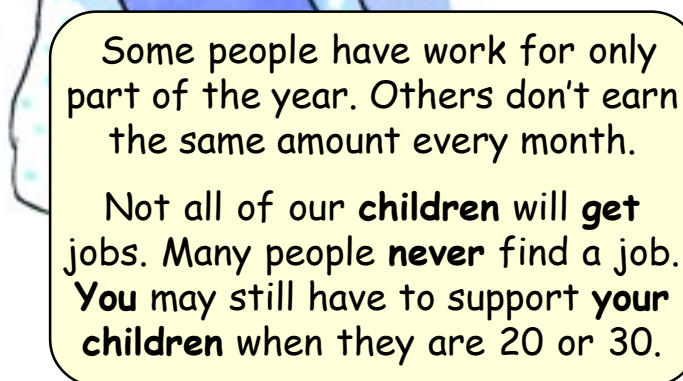 Some people have work for only
part of the year. Others don't earn
the same amount every month.
Not all of our children will get
jobs. Many people never find a job.
You may still have to support your
children when they are 20 or 30.